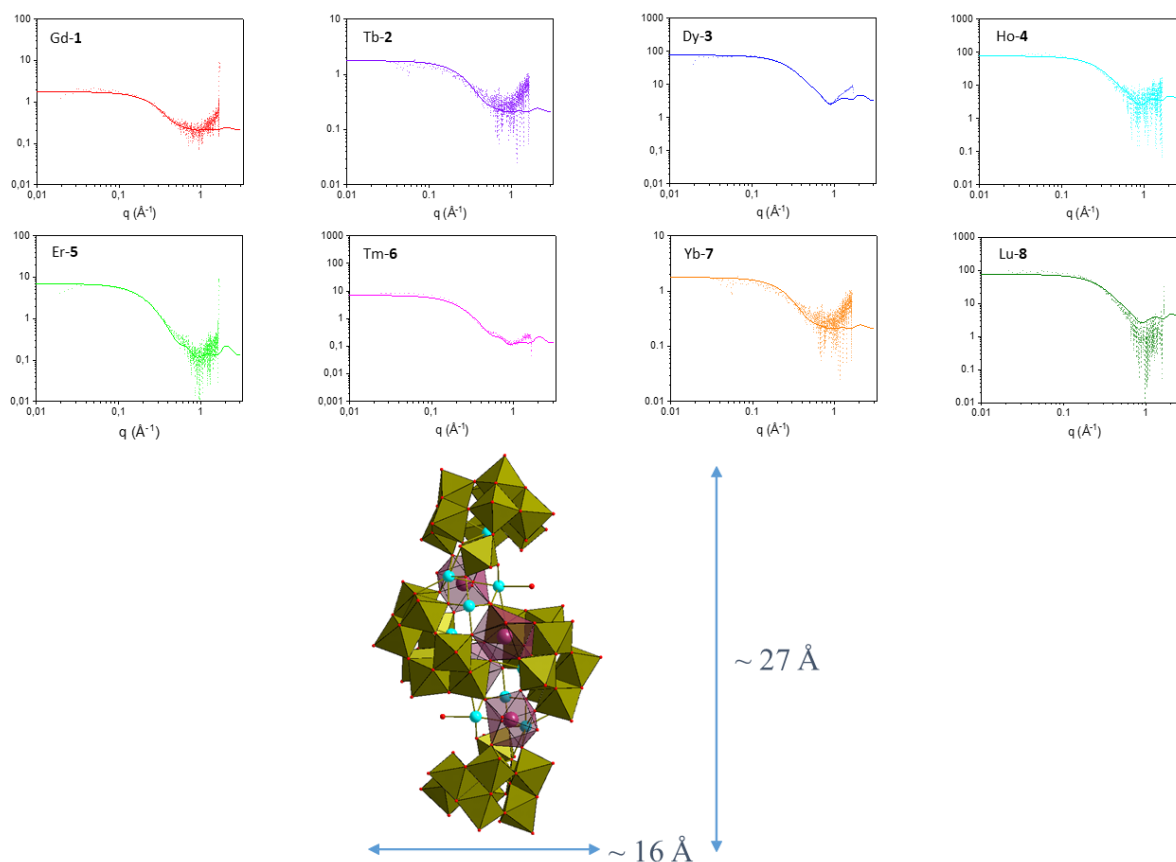 100
Gd-1
10
1
0,1
0,01
0,01 0,1 1
q (Å⁻¹)
10
Tb-2
1
0,1
0,01
0,01 0,1 1
q (Å⁻¹)
1000
Dy-3
100
10
1
0.1
0.01
0.01 0.1 1
q (Å⁻¹)
1000
Ho-4
100
10
1
0,1
0.01
0.01 0.1 1
q (Å⁻¹)
100
Er-5
10
1
0,1
0,01
0,01 0,1 1
q (Å⁻¹)
1000
Tm-6
100
10
1
0,1
0,01
0,001
0,01 0,1 1
q (Å⁻¹)
10
Yb-7
1
0.1
0.01
0.01 0.1 1
q (Å⁻¹)
1000
Lu-8
100
10
1
0,1
0.01
0.01 0.1 1
q (Å⁻¹)
~ 27 Å
~ 16 Å